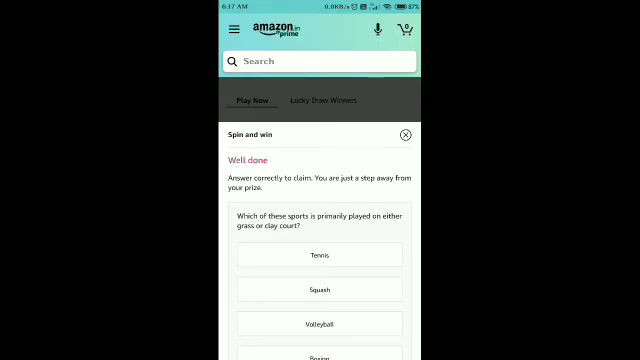 6:17 AM 0.0KB/s 87%
amazon.in
prime
0
Search
Play Now Lucky Draw Winners
Spin and win
Well done
Answer correctly to claim. You are just a step away from
your prize.
Which of these sports is primarily played on either
grass or clay court?
Tennis
Squash
Volleyball
Boxing